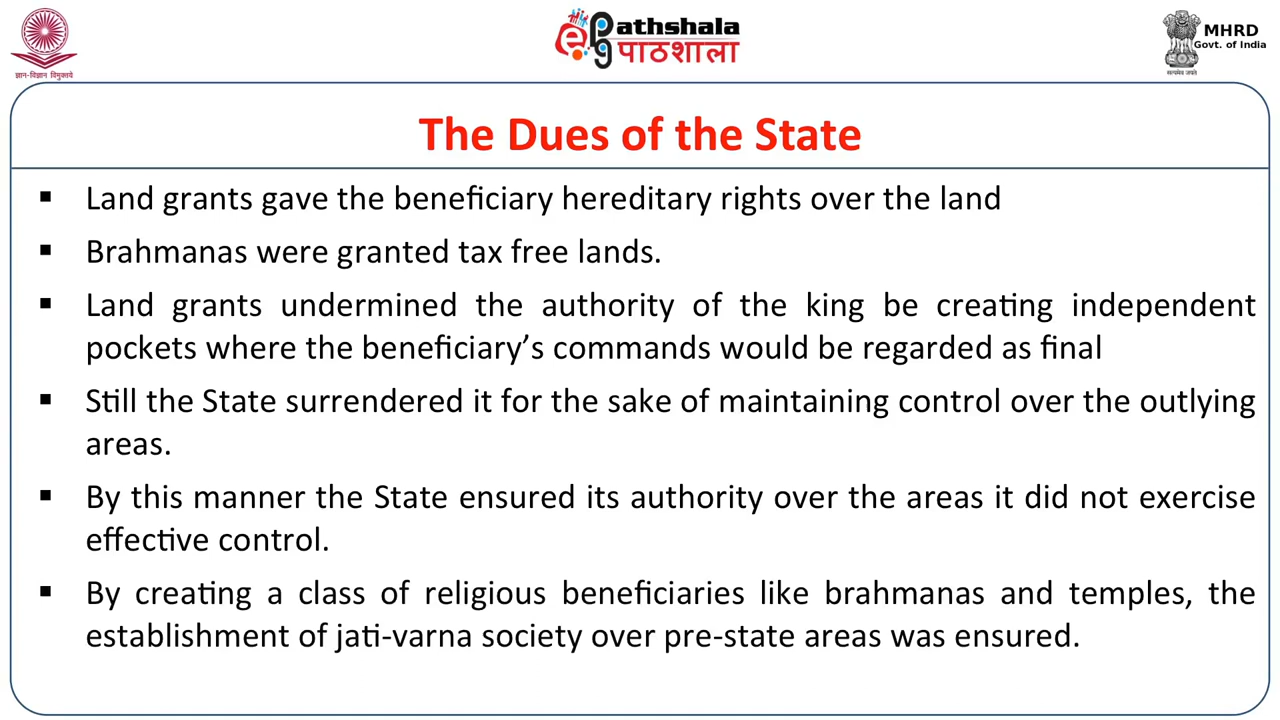 ज्ञान-विज्ञान विमुक्तये
ePathshala
पाठशाला
MHRD
Govt. of India
सत्यमेव जयते
The Dues of the State
▪ Land grants gave the beneficiary hereditary rights over the land
▪ Brahmanas were granted tax free lands.
▪ Land grants undermined the authority of the king be creating independent
pockets where the beneficiary’s commands would be regarded as final
▪ Still the State surrendered it for the sake of maintaining control over the outlying
areas.
▪ By this manner the State ensured its authority over the areas it did not exercise
effective control.
▪ By creating a class of religious beneficiaries like brahmanas and temples, the
establishment of jati-varna society over pre-state areas was ensured.